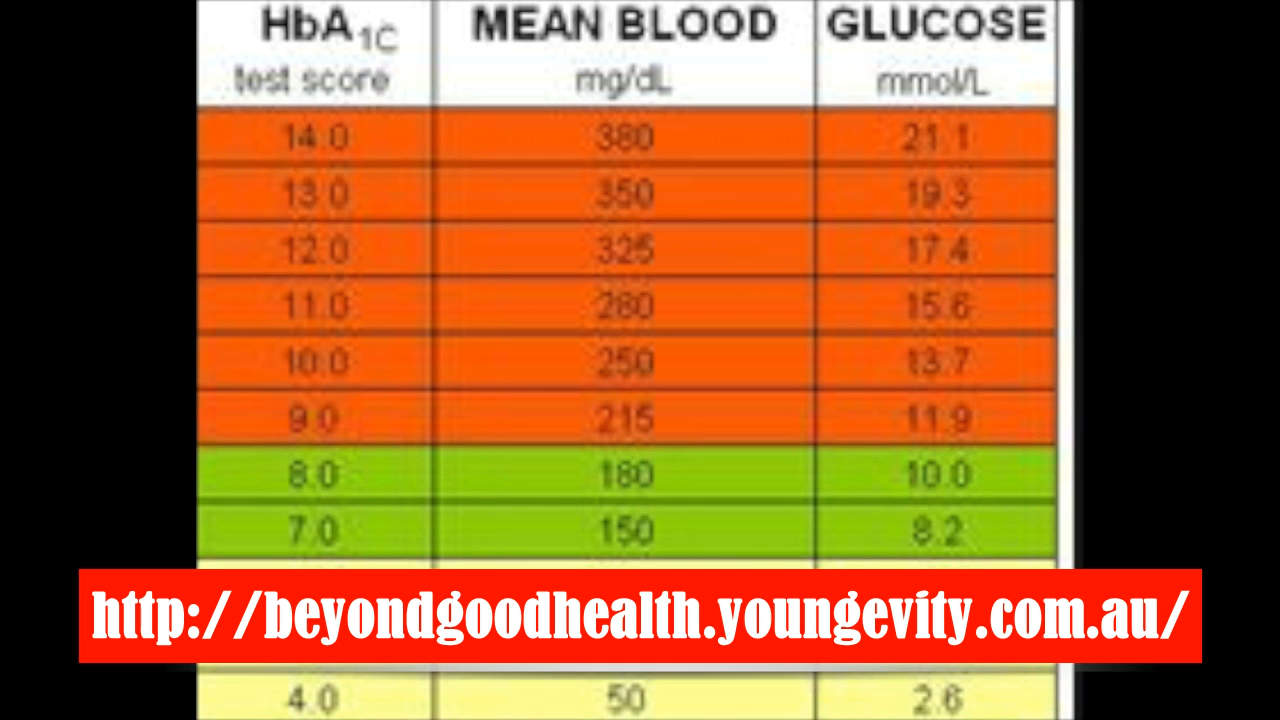 HbA1C MEAN BLOOD GLUCOSE
test score mg/dL mmol/L
14.0 380 21.1
13.0 350 19.3
12.0 325 17.4
11.0 280 15.6
10.0 250 13.7
9.0 215 11.9
8.0 180 10.0
7.0 150 8.2
http://beyondgoodhealth.youngevity.com.au/
4.0 50 2.6